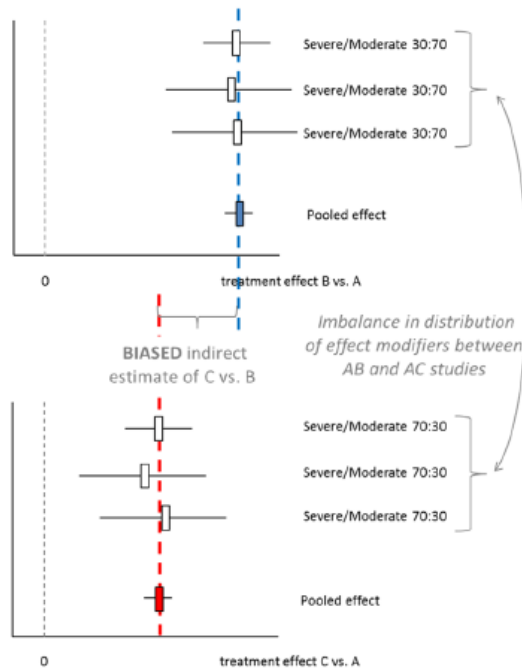 Severe/Moderate 30:70
Severe/Moderate 30:70
Severe/Moderate 30:70
Pooled effect
0
treatment effect B vs. A
BIASED indirect
estimate of C vs. B
Imbalance in distribution
of effect modifiers between
AB and AC studies
Severe/Moderate 70:30
Severe/Moderate 70:30
Severe/Moderate 70:30
Pooled effect
0
treatment effect C vs. A